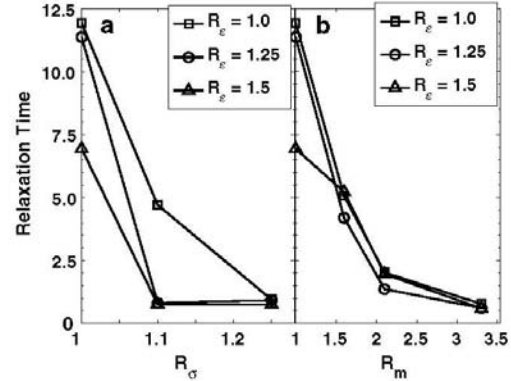 a
R_ε = 1.0
R_ε = 1.25
R_ε = 1.5
b
R_ε = 1.0
R_ε = 1.25
R_ε = 1.5
Relaxation Time
12.5
10.0
7.5
5.0
2.5
0
1 1.1 1.2
1 1.5 2.0 2.5 3.0 3.5
R_σ
R_m